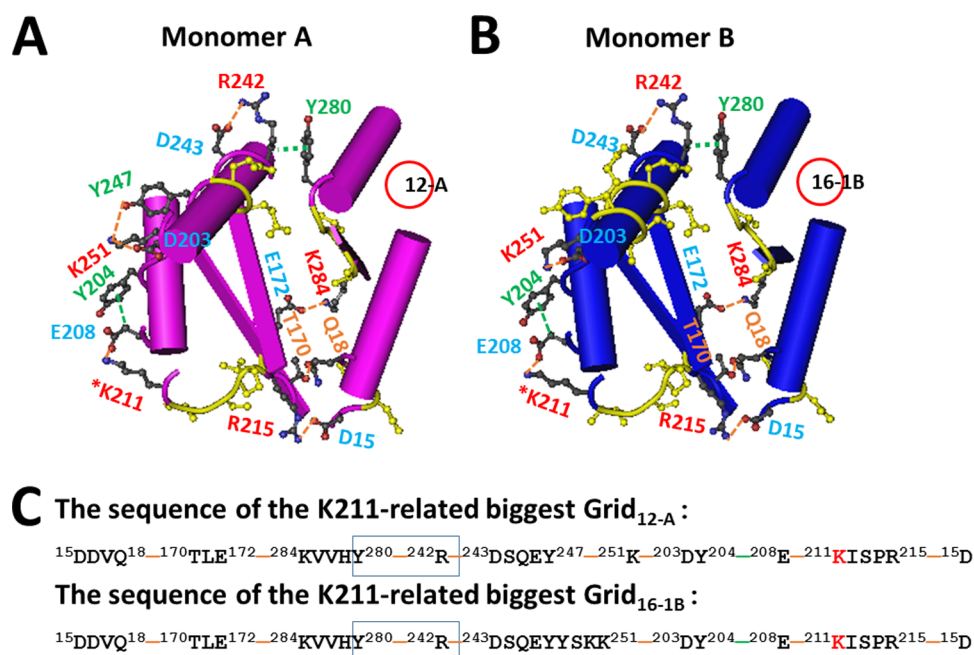 A Monomer A
B Monomer B
R242
Y280
D243
12-A
Y247
D203
K251
Y204
E172
K284
E208
T170
Q18
*K211
R215
D15
R242
Y280
D243
16-1B
K251
D203
Y204
E172
K284
E208
T170
Q18
*K211
R215
D15
C The sequence of the K211-related biggest Grid12-A :
15DDVQ18—170TLE172—284KVVHY280—242R—243DSQEY247—251K—203DY204—208E—211KISPR215—15D
The sequence of the K211-related biggest Grid16-1B :
15DDVQ18—170TLE172—284KVVHY280—242R—243DSQEYYSKK251—203DY204—208E—211KISPR215—15D